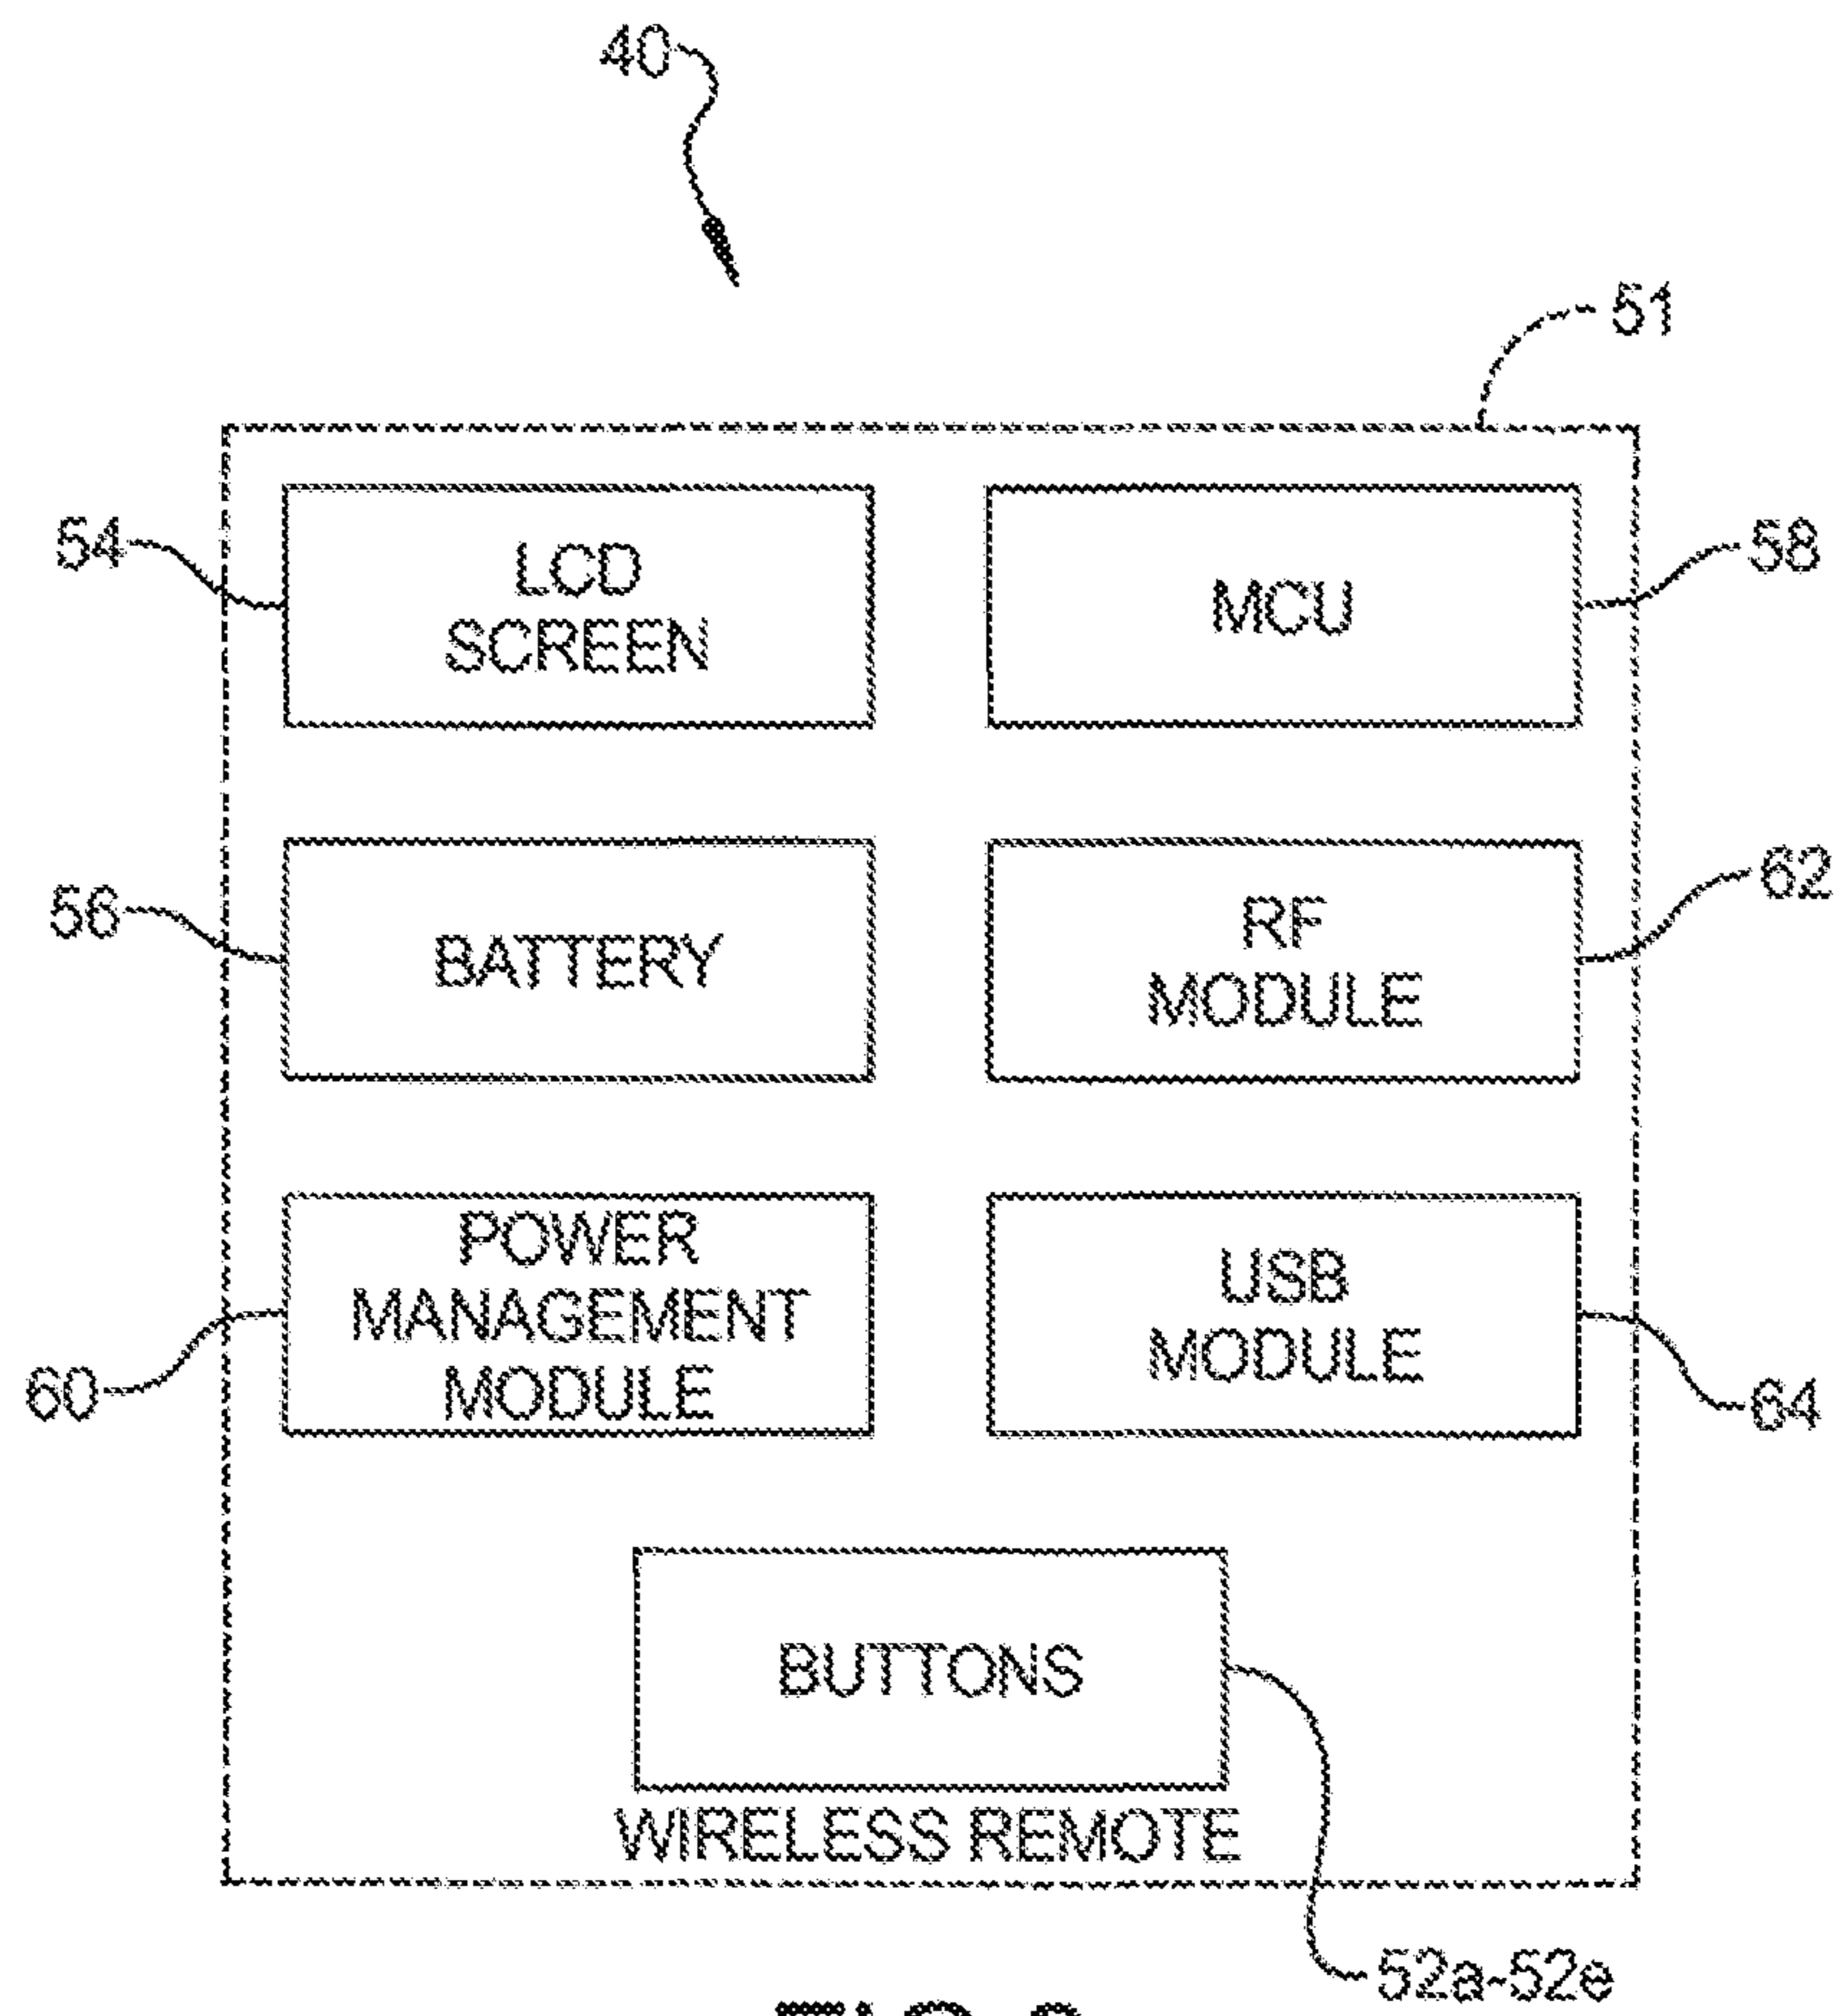 40
51
54
LCD
SCREEN
MCU
58
56
BATTERY
RF
MODULE
62
60
POWER
MANAGEMENT
MODULE
USB
MODULE
64
BUTTONS
WIRELESS REMOTE
52a-52e